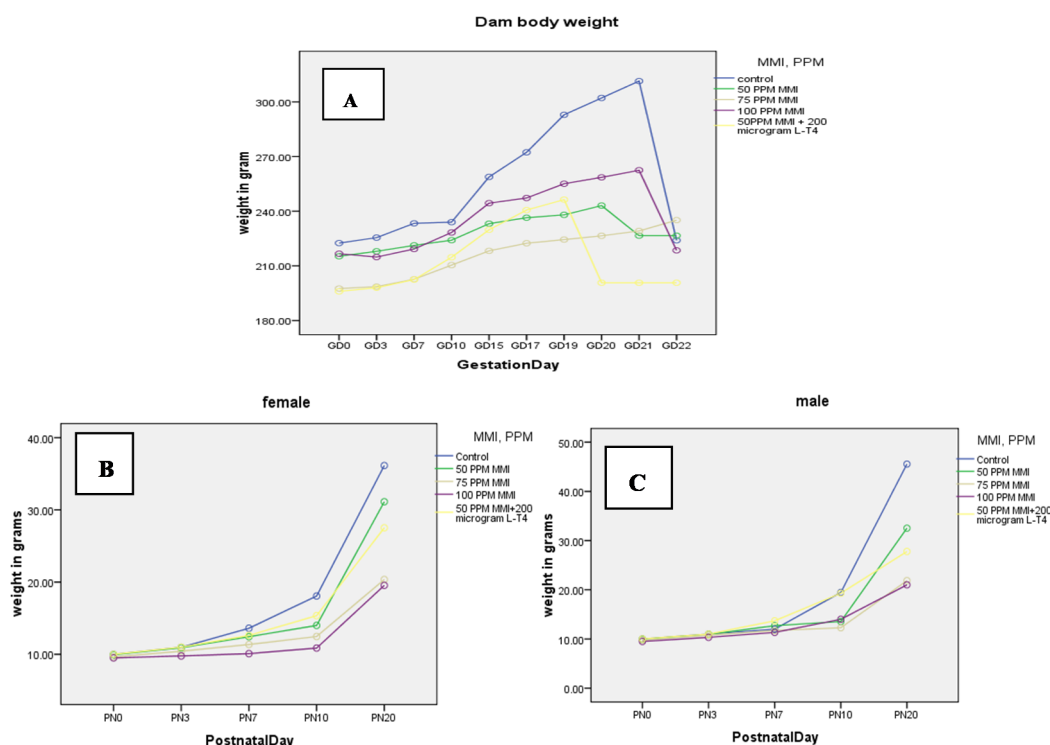 Dam body weight
A
MMI, PPM
control
50 PPM MMI
75 PPM MMI
100 PPM MMI
50PPM MMI + 200
microgram L-T4
weight in gram
300.00
270.00
240.00
210.00
180.00
GD0 GD3 GD7 GD10 GD15 GD17 GD19 GD20 GD21 GD22
GestationDay
female
B
MMI, PPM
Control
50 PPM MMI
75 PPM MMI
100 PPM MMI
50 PPM MMI+200
microgram L-T4
weight in grams
40.00
30.00
20.00
10.00
PN0 PN3 PN7 PN10 PN20
PostnatalDay
male
C
MMI, PPM
Control
50 PPM MMI
75 PPM MMI
100 PPM MMI
50 PPM MMI+200
microgram L-T4
weight in grams
50.00
40.00
30.00
20.00
10.00
0.00
PN0 PN3 PN7 PN10 PN20
PostnatalDay